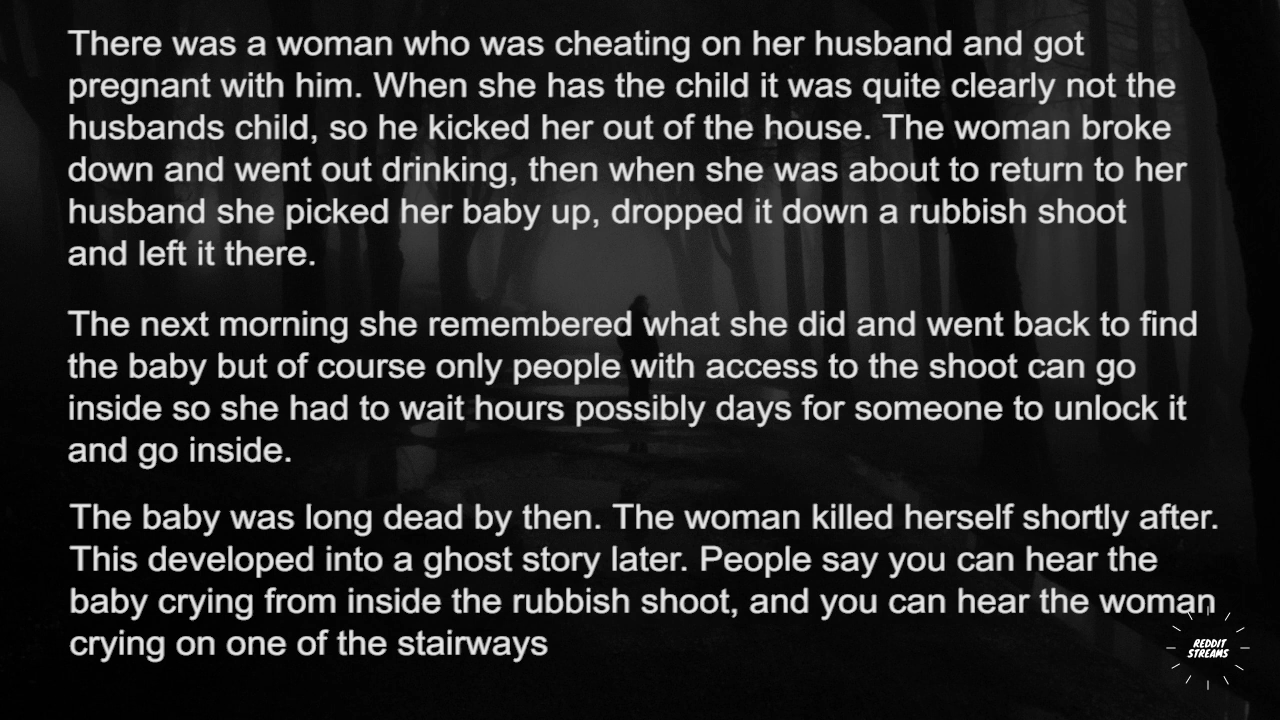 There was a woman who was cheating on her husband and got
pregnant with him. When she has the child it was quite clearly not the
husbands child, so he kicked her out of the house. The woman broke
down and went out drinking, then when she was about to return to her
husband she picked her baby up, dropped it down a rubbish shoot
and left it there.
The next morning she remembered what she did and went back to find
the baby but of course only people with access to the shoot can go
inside so she had to wait hours possibly days for someone to unlock it
and go inside.
The baby was long dead by then. The woman killed herself shortly after.
This developed into a ghost story later. People say you can hear the
baby crying from inside the rubbish shoot, and you can hear the woman
crying on one of the stairways
REDDIT
STREAMS